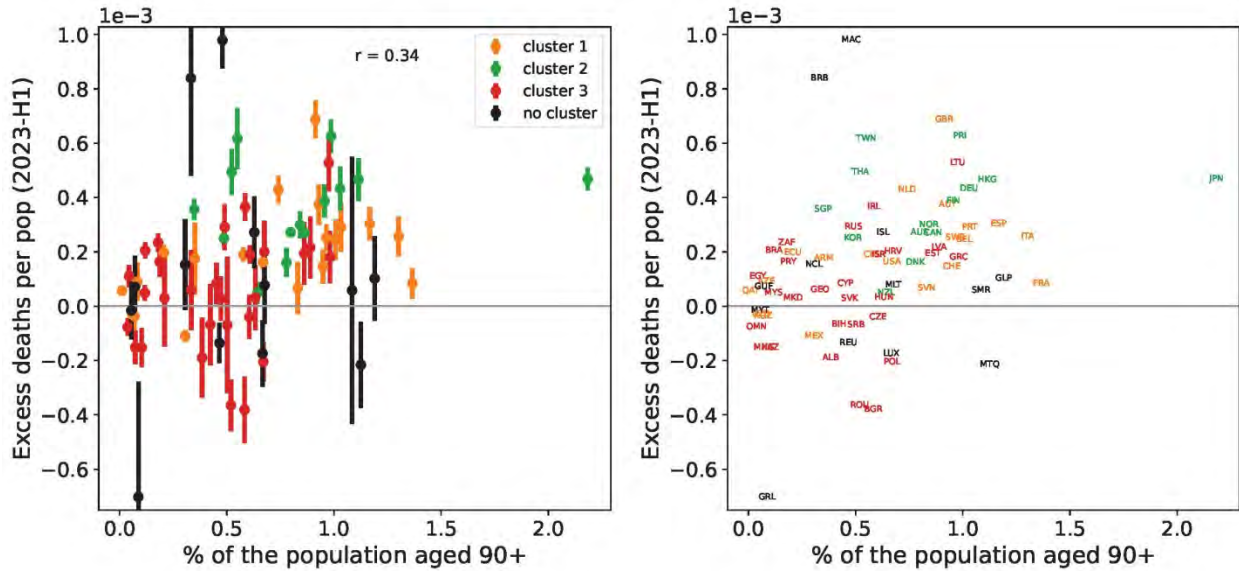 1e−3
Excess deaths per pop (2023-H1)
1.0
0.8
0.6
0.4
0.2
0.0
−0.2
−0.4
−0.6
r = 0.34
cluster 1
cluster 2
cluster 3
no cluster
0.0 0.5 1.0 1.5 2.0
% of the population aged 90+
1e−3
Excess deaths per pop (2023-H1)
1.0
0.8
0.6
0.4
0.2
0.0
−0.2
−0.4
−0.6
MAC
BRB
GBR
TWN PRI
LTU
THA
HKG JPN
NLD DEU
FIN
SGP IRL
RUS ISL NOR PRT ESP
KOR CAN ITA
ZAF HRV LVA
BRA ECU EST
PRY ARM ISR USA DNK GRC
NCL CHE
EGY GLP
GUF CYP MLT FRA
QAT MYS GEO NZL SVN SMR
MKD SVK HUN
MYT CZE
OMN BIH SRB
MEX REU
ALB LUX
POL MTQ
ROU
BGR
GRL
0.0 0.5 1.0 1.5 2.0
% of the population aged 90+